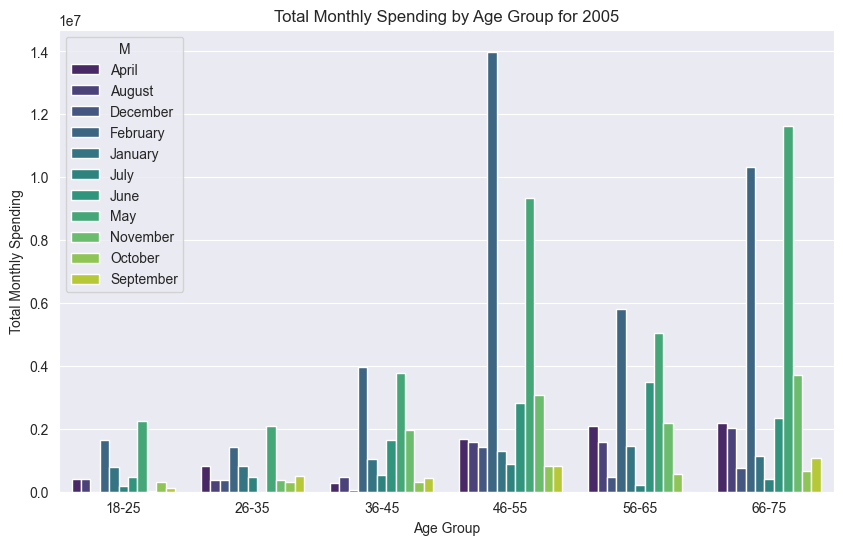 Total Monthly Spending by Age Group for 2005
1e7
M
April
August
December
February
January
July
June
May
November
October
September
1.4
1.2
1.0
0.8
0.6
0.4
0.2
0.0
Total Monthly Spending
18-25 26-35 36-45 46-55 56-65 66-75
Age Group